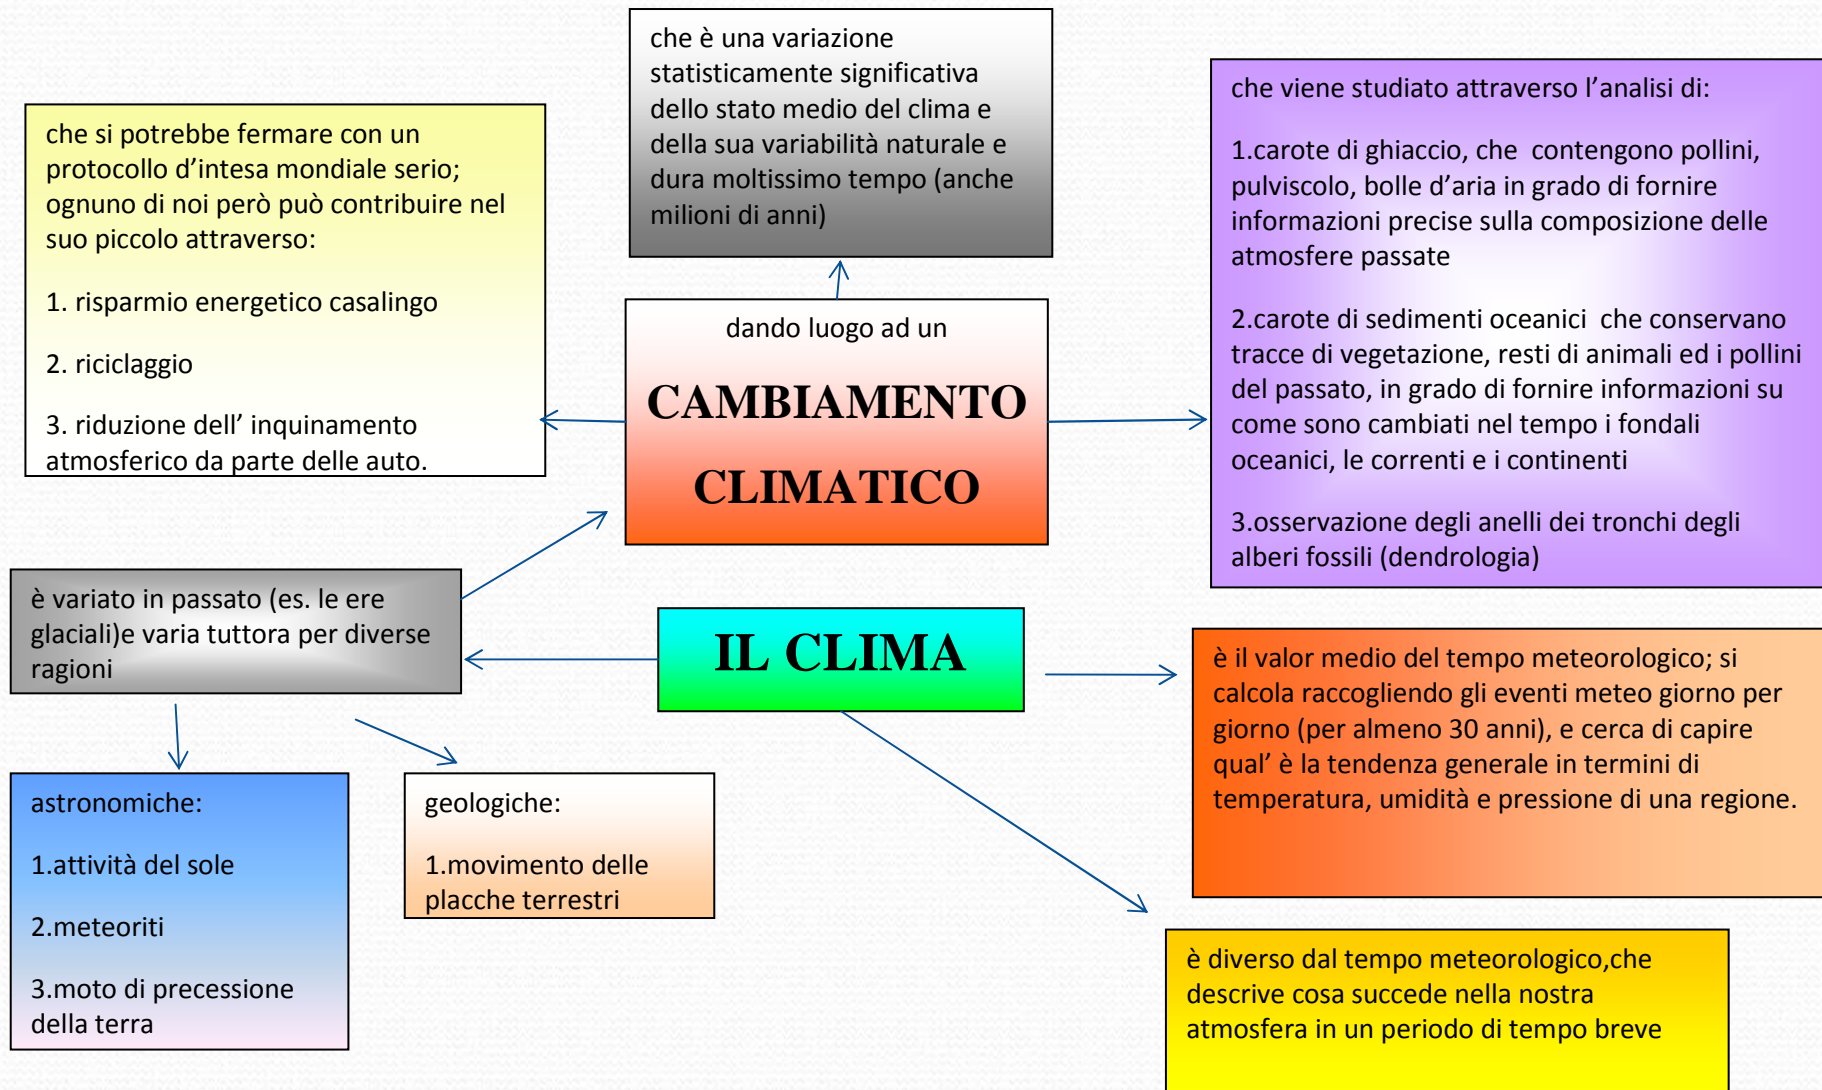 che è una variazione
statisticamente significativa
dello stato medio del clima e
della sua variabilità naturale e
dura moltissimo tempo (anche
milioni di anni)
che si potrebbe fermare con un
protocollo d’intesa mondiale serio;
ognuno di noi però può contribuire nel
suo piccolo attraverso:
1. risparmio energetico casalingo
2. riciclaggio
3. riduzione dell’ inquinamento
atmosferico da parte delle auto.
dando luogo ad un
CAMBIAMENTO
CLIMATICO
che viene studiato attraverso l’analisi di:
1.carote di ghiaccio, che contengono pollini,
pulviscolo, bolle d’aria in grado di fornire
informazioni precise sulla composizione delle
atmosfere passate
2.carote di sedimenti oceanici che conservano
tracce di vegetazione, resti di animali ed i pollini
del passato, in grado di fornire informazioni su
come sono cambiati nel tempo i fondali
oceanici, le correnti e i continenti
3.osservazione degli anelli dei tronchi degli
alberi fossili (dendrologia)
è variato in passato (es. le ere
glaciali)e varia tuttora per diverse
ragioni
IL CLIMA
è il valor medio del tempo meteorologico; si
calcola raccogliendo gli eventi meteo giorno per
giorno (per almeno 30 anni), e cerca di capire
qual’ è la tendenza generale in termini di
temperatura, umidità e pressione di una regione.
astronomiche:
1.attività del sole
2.meteoriti
3.moto di precessione
della terra
geologiche:
1.movimento delle
placche terrestri
è diverso dal tempo meteorologico,che
descrive cosa succede nella nostra
atmosfera in un periodo di tempo breve